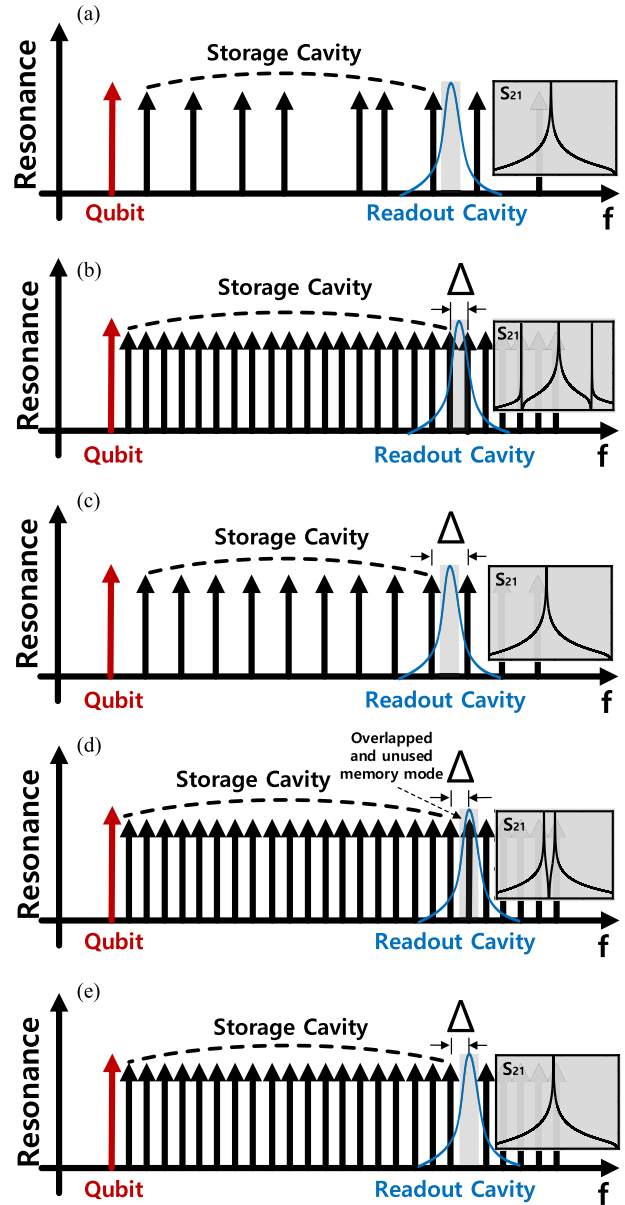 (a)
Storage Cavity
Resonance
S21
Qubit
Readout Cavity
f
(b)
Δ
Storage Cavity
Resonance
S21
Qubit
Readout Cavity
f
(c)
Δ
Storage Cavity
Resonance
S21
Qubit
Readout Cavity
f
(d)
Overlapped
and unused
memory mode
Δ
Storage Cavity
Resonance
S21
Qubit
Readout Cavity
f
(e)
Δ
Storage Cavity
Resonance
S21
Qubit
Readout Cavity
f